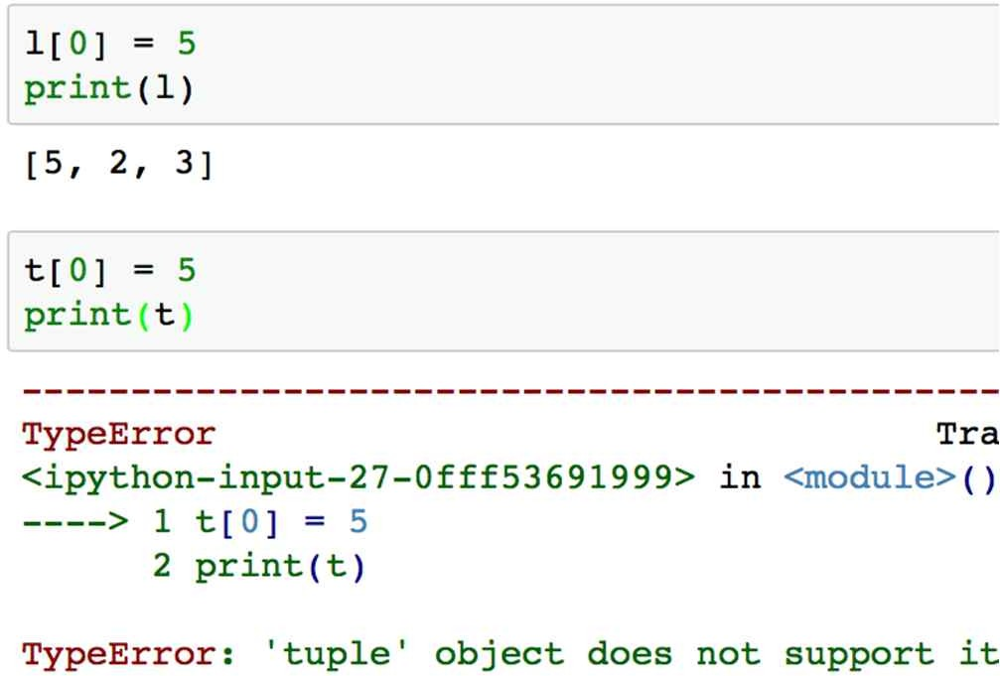 l[0] = 5
print(l)
[5, 2, 3]
t[0] = 5
print(t)
---------------------------------------------
TypeError Tra
<ipython-input-27-0fff53691999> in <module>()
----> 1 t[0] = 5
2 print(t)
TypeError: 'tuple' object does not support it